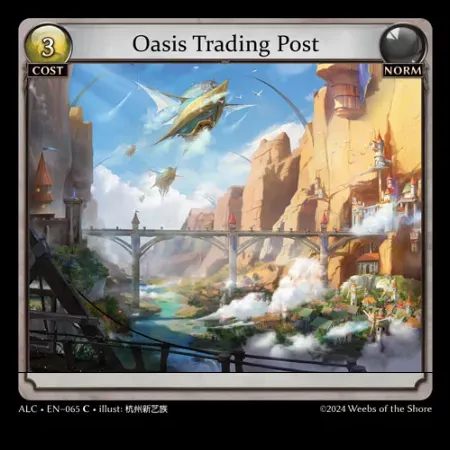 3
Oasis Trading Post
COST
NORM
ALC • EN-065 C • illust: 杭州新艺族
©2024 Weebs of the Shore